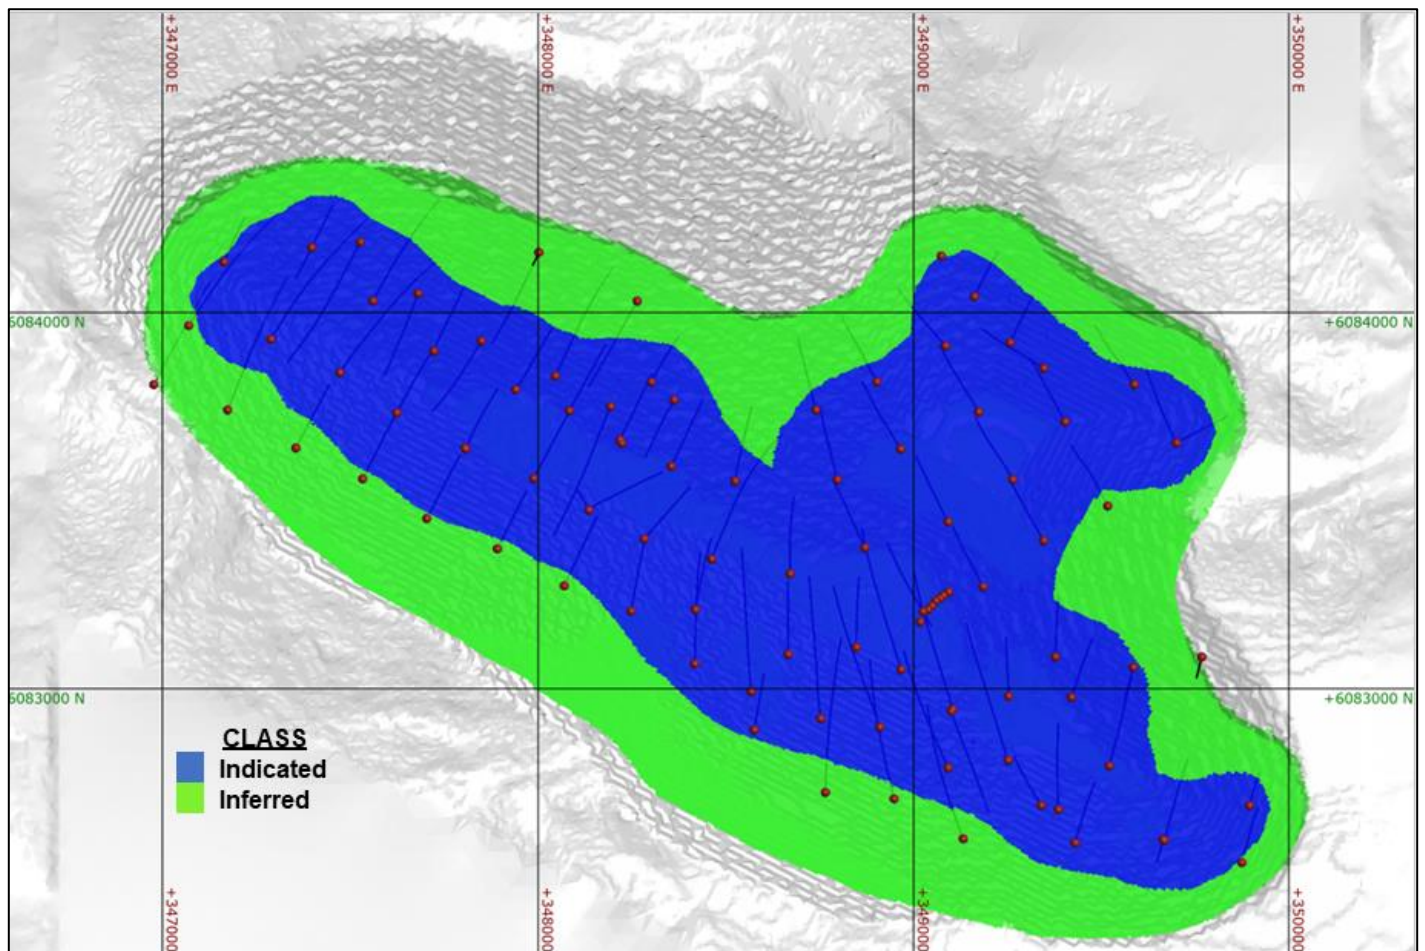 +347000 E
+348000 E
+349000 E
+350000 E
6084000 N
+6084000 N
6083000 N
+6083000 N
CLASS
Indicated
Inferred
+347000
+348000
+349000
+350000